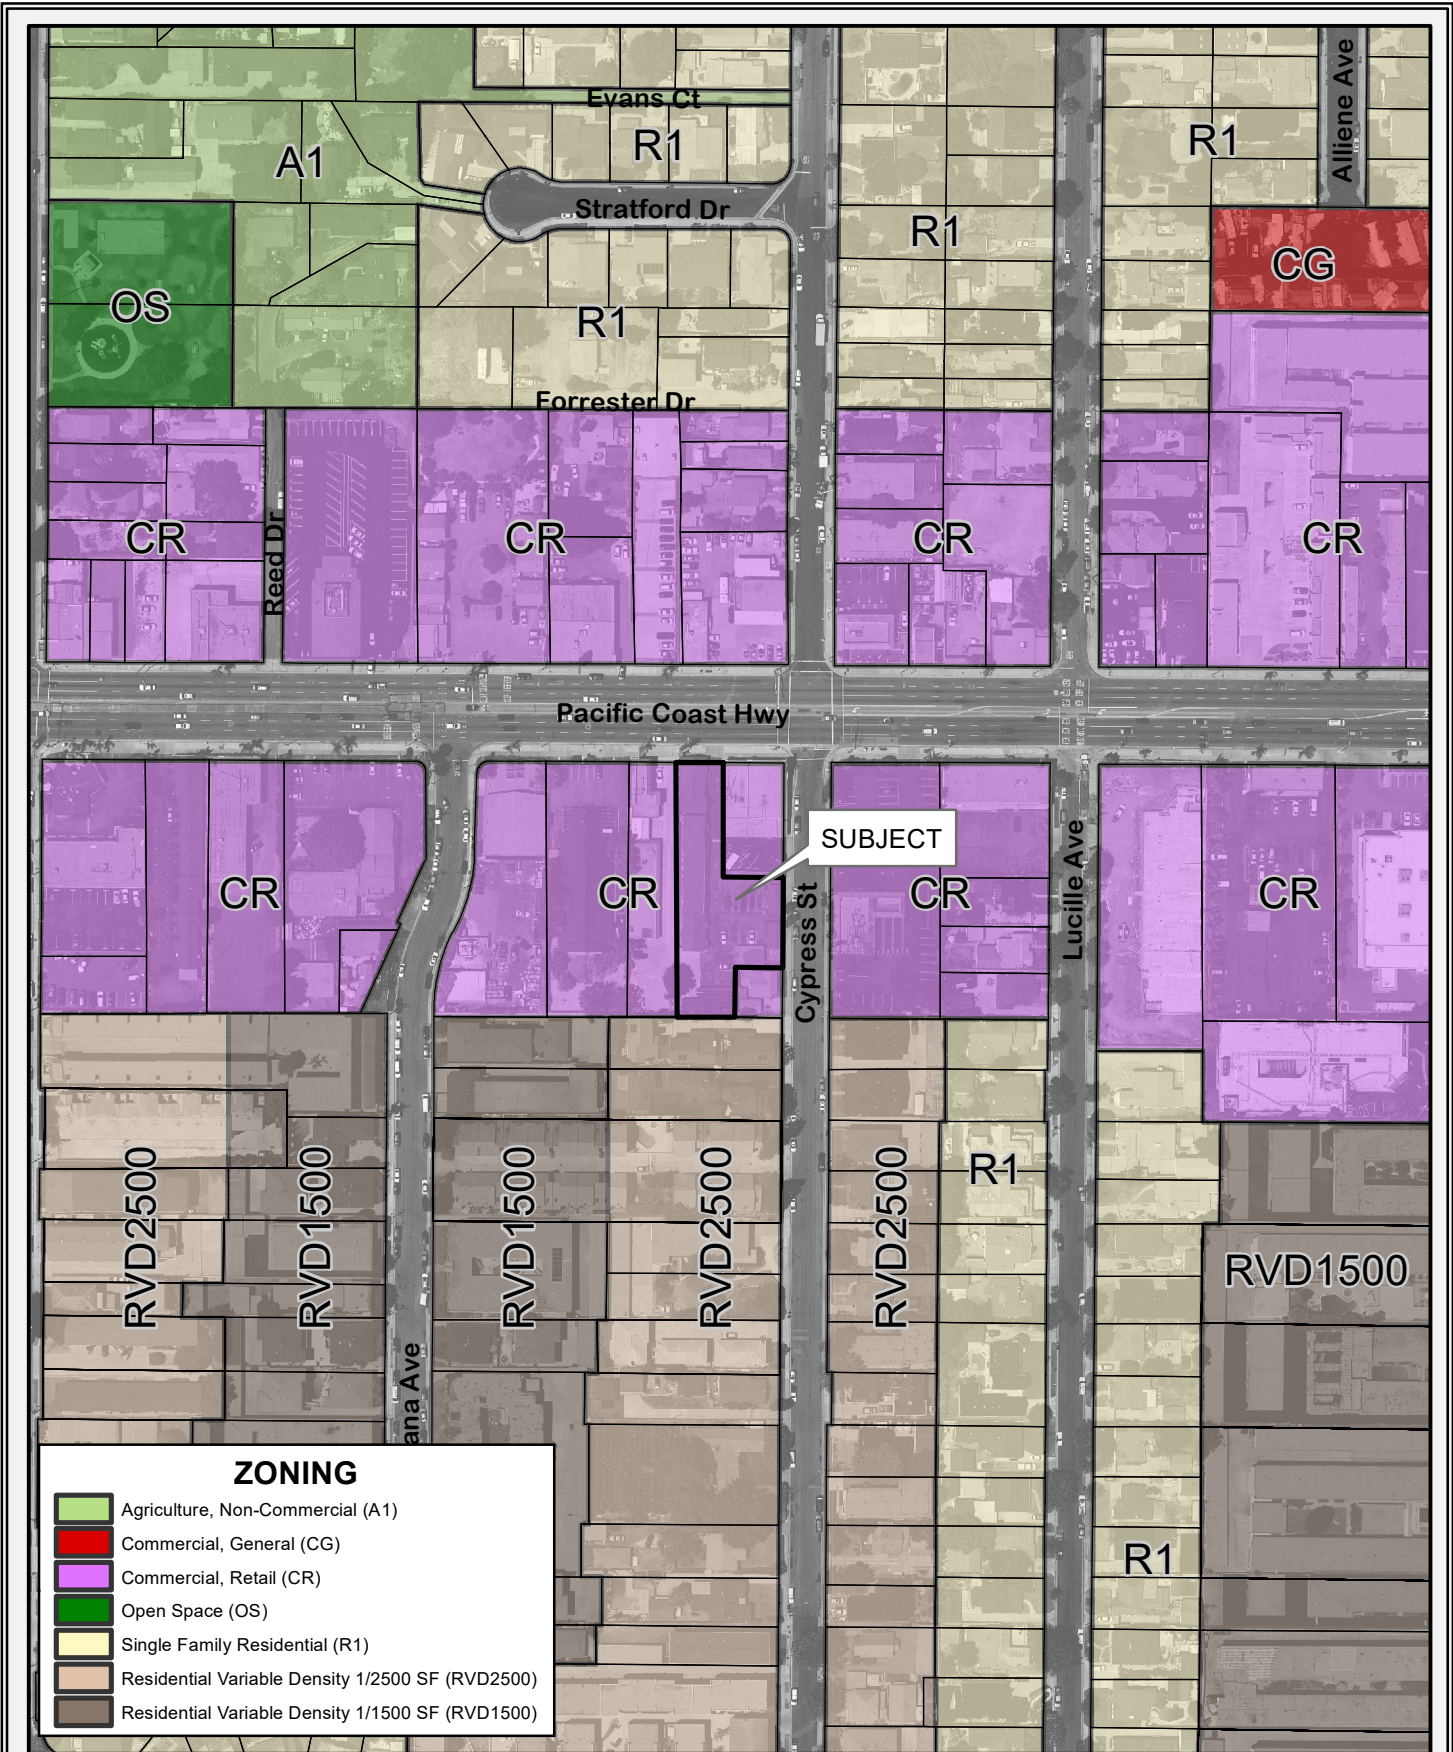 Evans Ct
Alliene Ave
R1
R1
A1
Stratford Dr
R1
CG
OS
R1
Forrester Dr
CR
CR
CR
CR
Reed Dr
Pacific Coast Hwy
SUBJECT
CR
CR
CR
CR
Cypress St
Lucille Ave
RVD2500
RVD1500
RVD1500
RVD2500
RVD2500
R1
RVD1500
ana Ave
R1
ZONING
Agriculture, Non-Commercial (A1)
Commercial, General (CG)
Commercial, Retail (CR)
Open Space (OS)
Single Family Residential (R1)
Residential Variable Density 1/2500 SF (RVD2500)
Residential Variable Density 1/1500 SF (RVD1500)